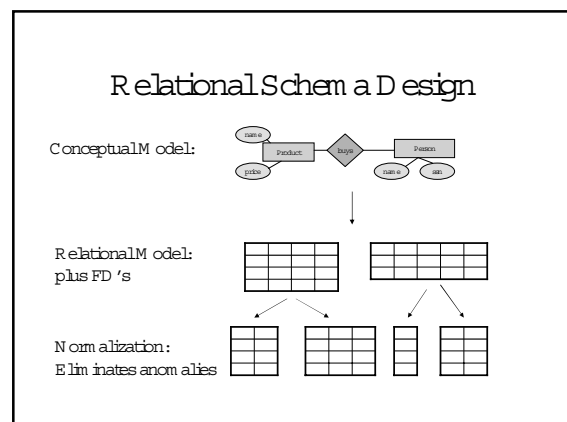 Relational Schema Design
Conceptual Model:
name
Product
buys
Person
price
name
ssn
Relational Model:
plus FD's
Normalization:
Eliminates anomalies